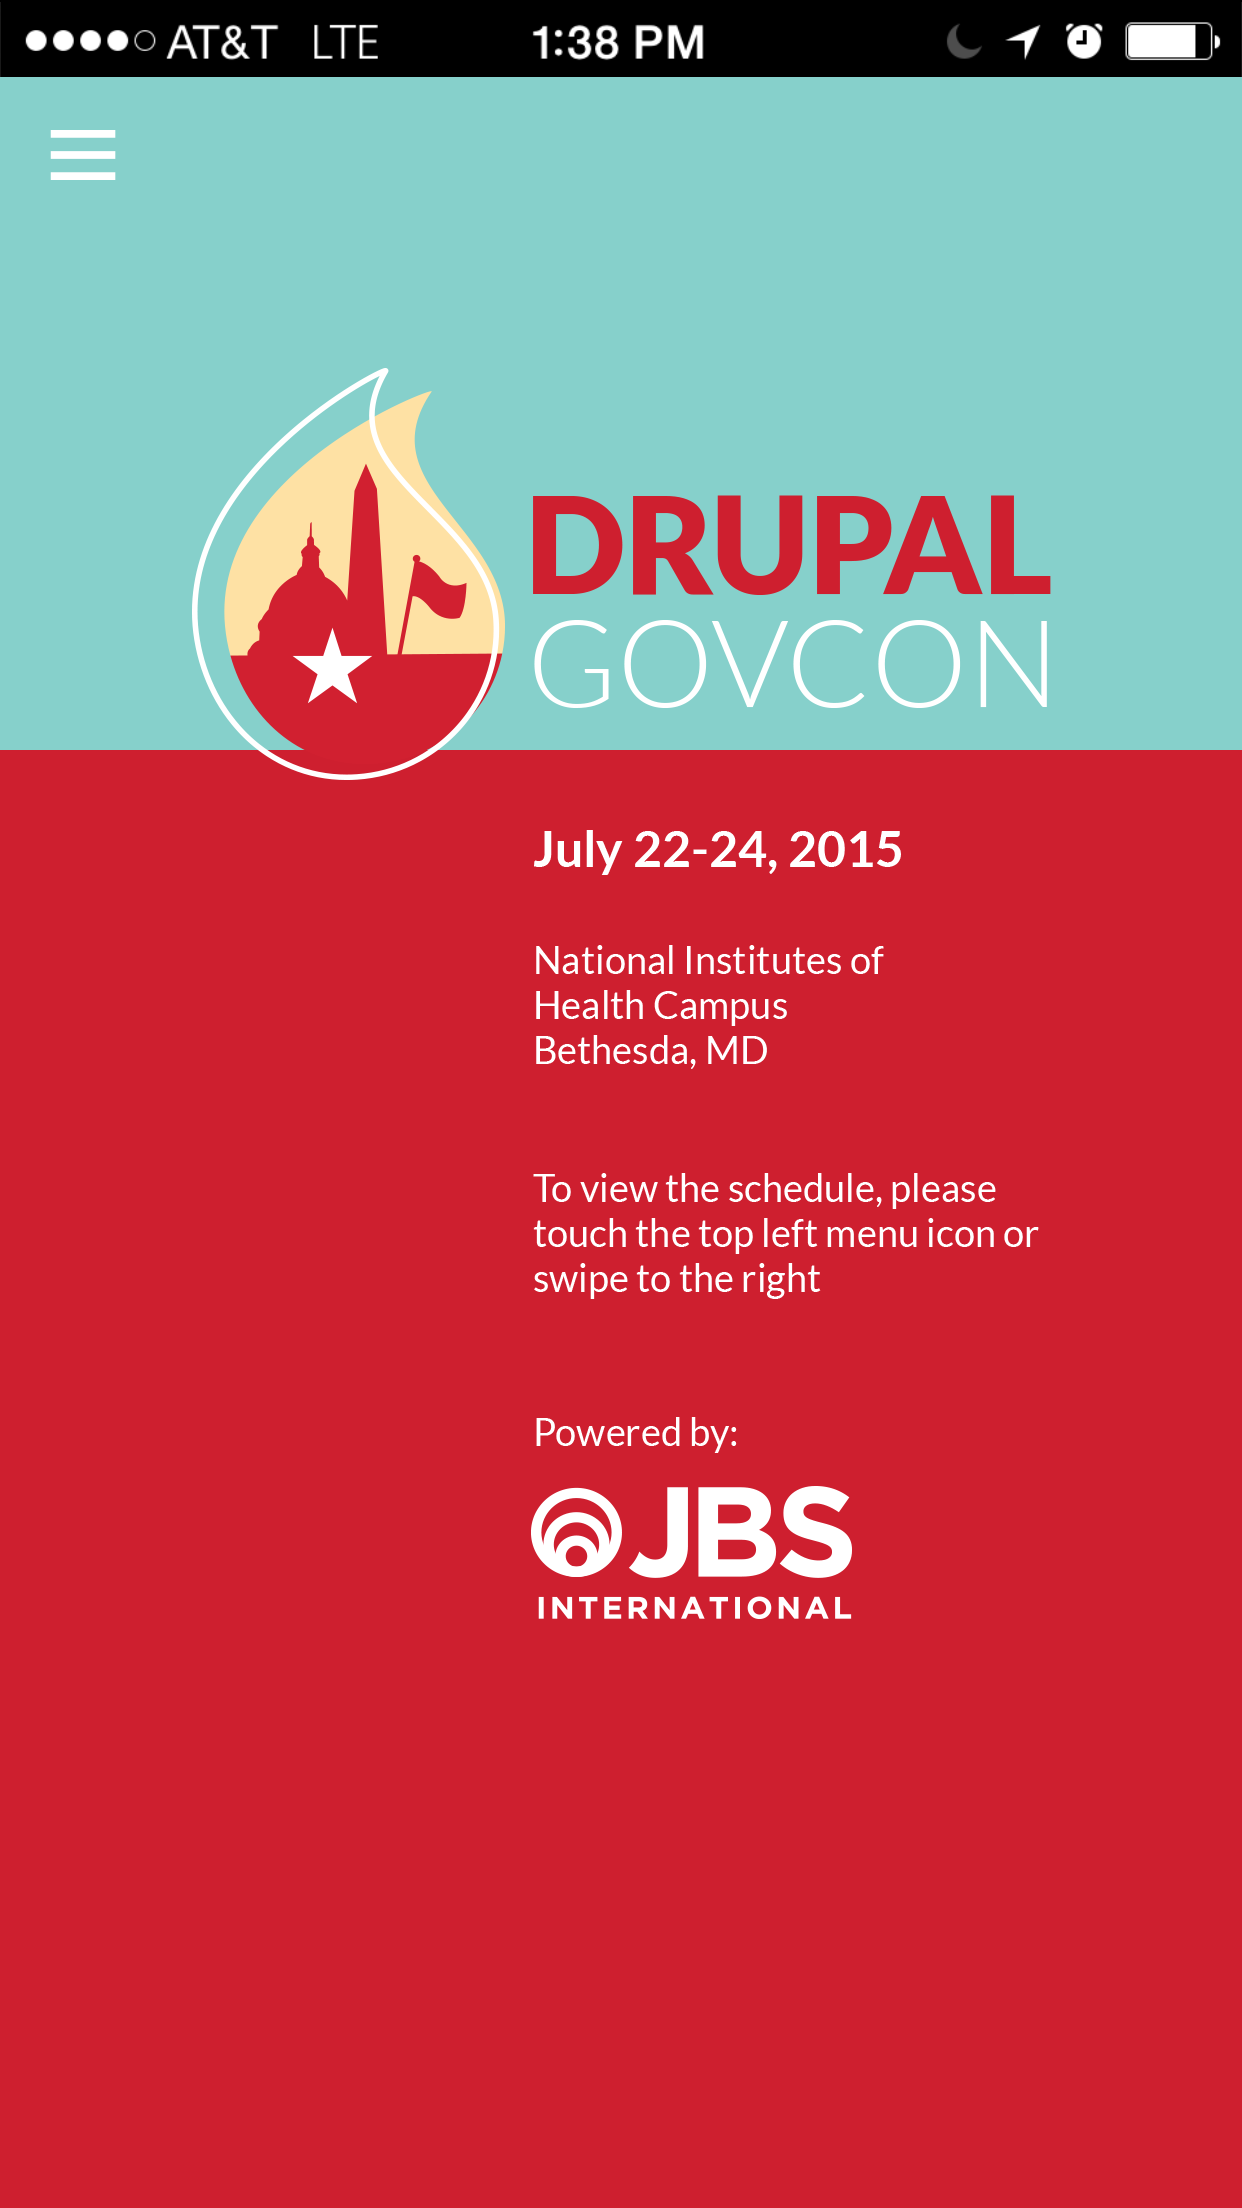 AT&T LTE 1:38 PM
DRUPAL
GOVCON
July 22-24, 2015
National Institutes of
Health Campus
Bethesda, MD
To view the schedule, please
touch the top left menu icon or
swipe to the right
Powered by:
JBS
INTERNATIONAL